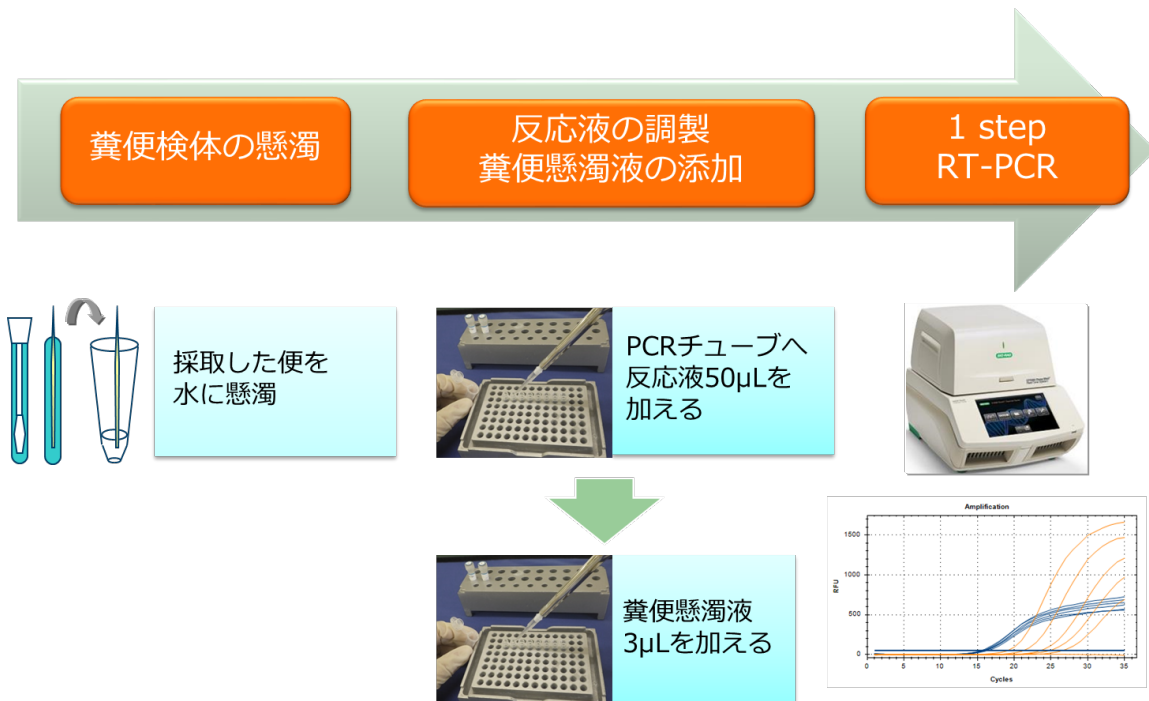 糞便検体の懸濁
反応液の調製
糞便懸濁液の添加
1 step
RT-PCR
採取した便を
水に懸濁
PCRチューブへ
反応液50μLを
加える
糞便懸濁液
3μLを加える
BIO-RAD
Amplification
RFU
1500
1000
500
0
0 5 10 15 20 25 30 35
Cycles